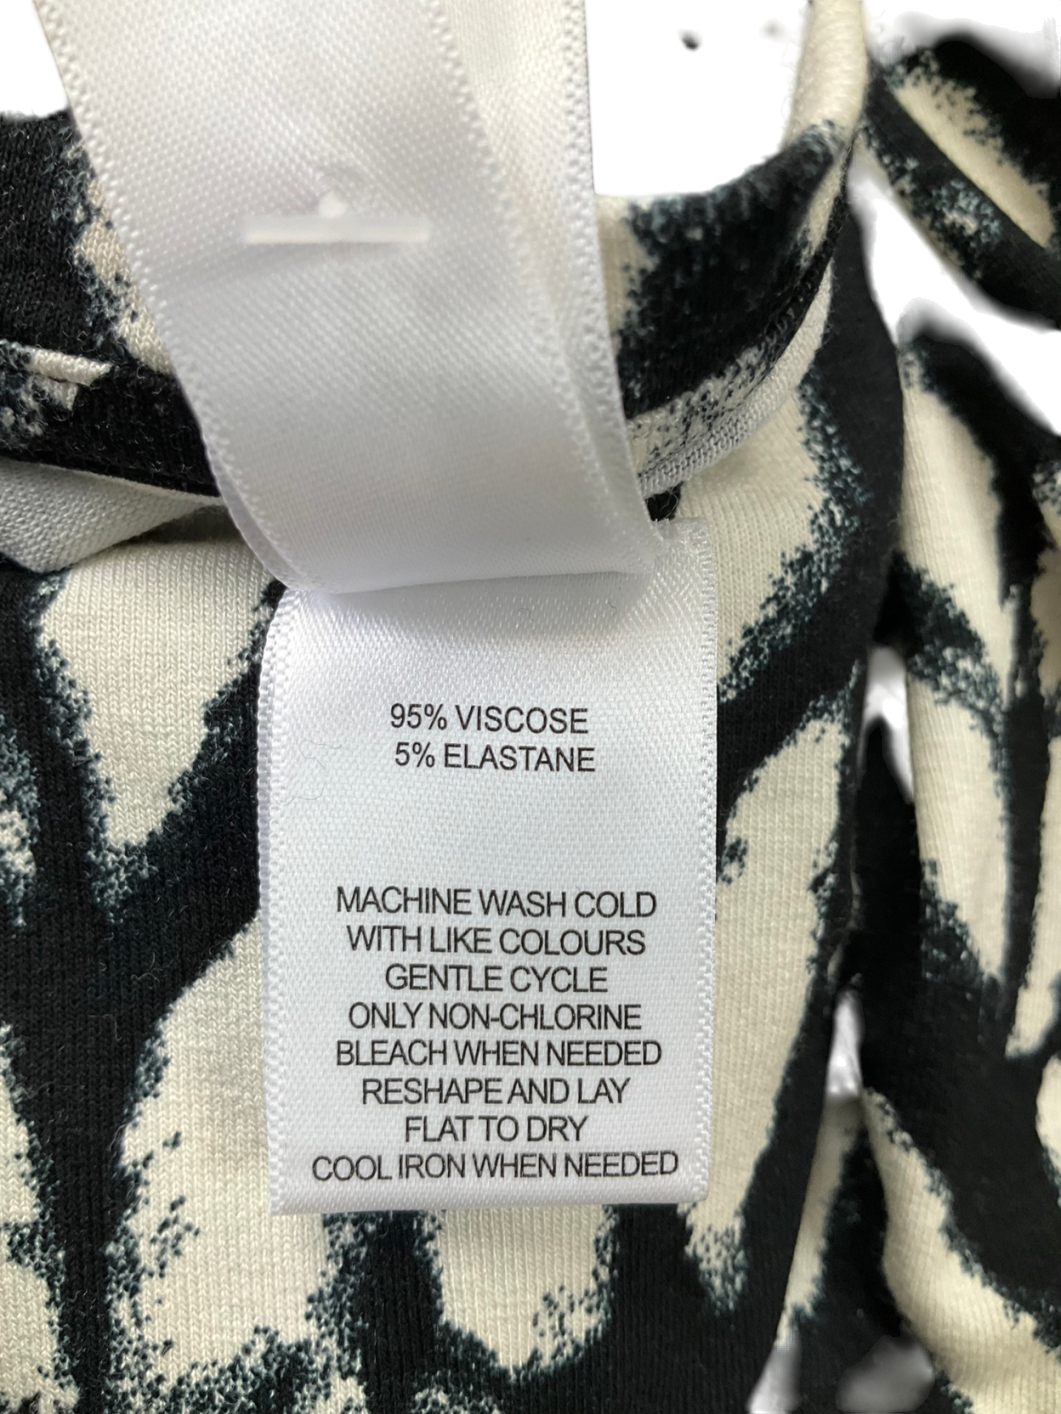 95% VISCOSE
5% ELASTANE
MACHINE WASH COLD
WITH LIKE COLOURS
GENTLE CYCLE
ONLY NON-CHLORINE
BLEACH WHEN NEEDED
RESHAPE AND LAY
FLAT TO DRY
COOL IRON WHEN NEEDED